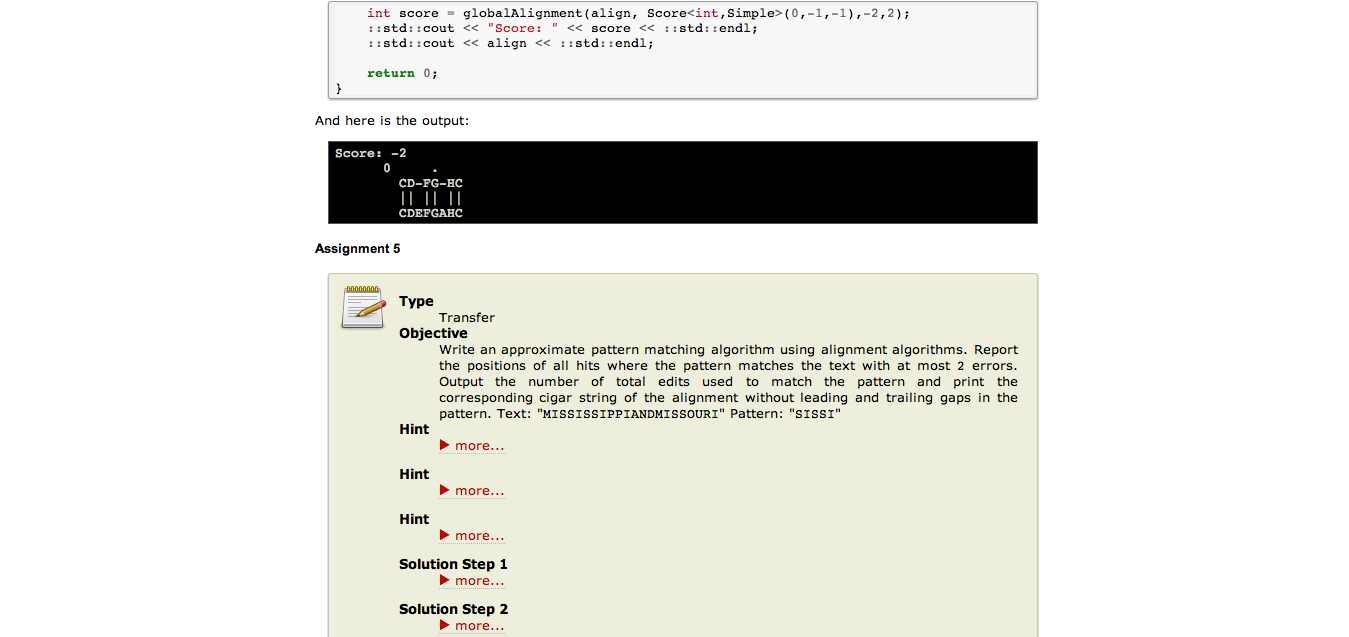 int score = globalAlignment(align, Score<int,Simple>(0,-1,-1),-2,2);
::std::cout << "Score: " << score << ::std::endl;
::std::cout << align << ::std::endl;
return 0;
}
And here is the output:
Score: -2
0 .
CD-FG-HC
|| || ||
CDEFGAHC
Assignment 5
Type
Transfer
Objective
Write an approximate pattern matching algorithm using alignment algorithms. Report
the positions of all hits where the pattern matches the text with at most 2 errors.
Output the number of total edits used to match the pattern and print the
corresponding cigar string of the alignment without leading and trailing gaps in the
pattern. Text: "MISSISSIPPIANDMISSOURI" Pattern: "SISSI"
Hint
more...
Hint
more...
Hint
more...
Solution Step 1
more...
Solution Step 2
more...